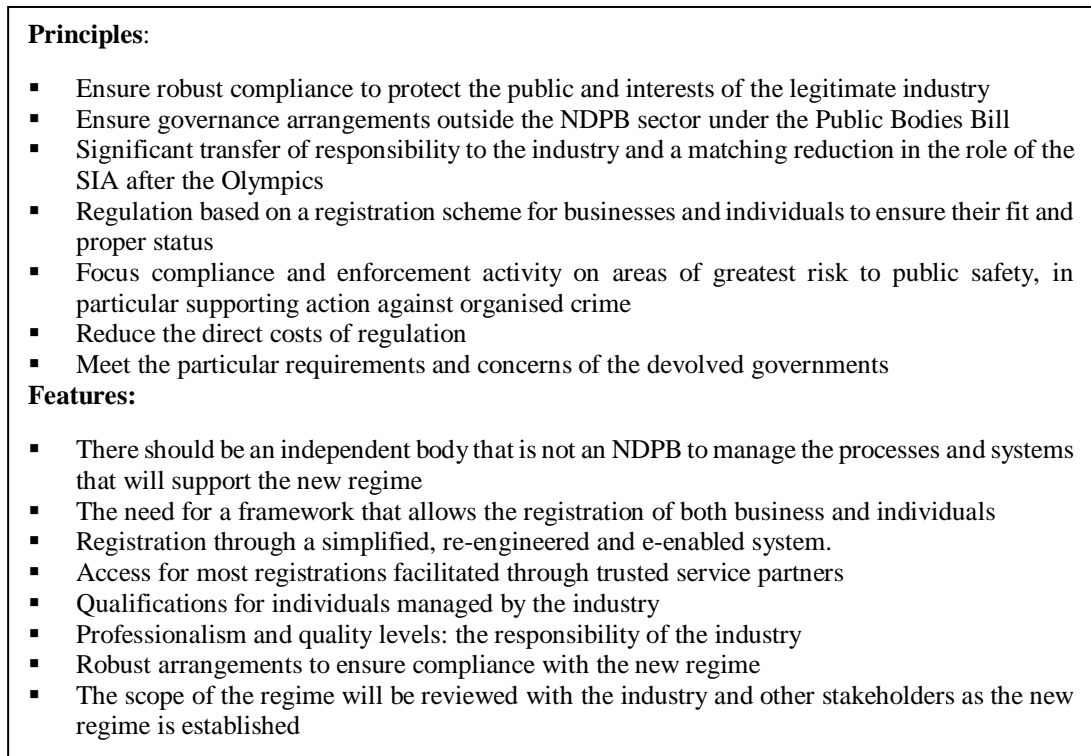 Principles:
▪ Ensure robust compliance to protect the public and interests of the legitimate industry
▪ Ensure governance arrangements outside the NDPB sector under the Public Bodies Bill
▪ Significant transfer of responsibility to the industry and a matching reduction in the role of the
SIA after the Olympics
▪ Regulation based on a registration scheme for businesses and individuals to ensure their fit and
proper status
▪ Focus compliance and enforcement activity on areas of greatest risk to public safety, in
particular supporting action against organised crime
▪ Reduce the direct costs of regulation
▪ Meet the particular requirements and concerns of the devolved governments
Features:
▪ There should be an independent body that is not an NDPB to manage the processes and systems
that will support the new regime
▪ The need for a framework that allows the registration of both business and individuals
▪ Registration through a simplified, re-engineered and e-enabled system.
▪ Access for most registrations facilitated through trusted service partners
▪ Qualifications for individuals managed by the industry
▪ Professionalism and quality levels: the responsibility of the industry
▪ Robust arrangements to ensure compliance with the new regime
▪ The scope of the regime will be reviewed with the industry and other stakeholders as the new
regime is established